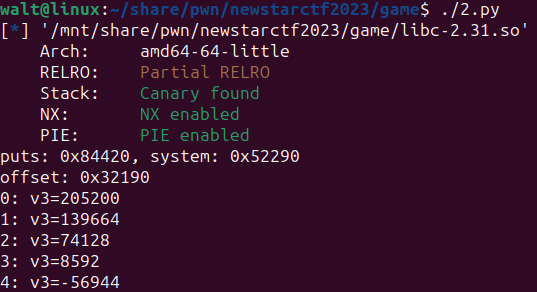 walt@linux:~/share/pwn/newstarctf2023/game$ ./2.py
[*] '/mnt/share/pwn/newstarctf2023/game/libc-2.31.so'
    Arch:     amd64-64-little
    RELRO:    Partial RELRO
    Stack:    Canary found
    NX:       NX enabled
    PIE:      PIE enabled
puts: 0x84420, system: 0x52290
offset: 0x32190
0: v3=205200
1: v3=139664
2: v3=74128
3: v3=8592
4: v3=-56944